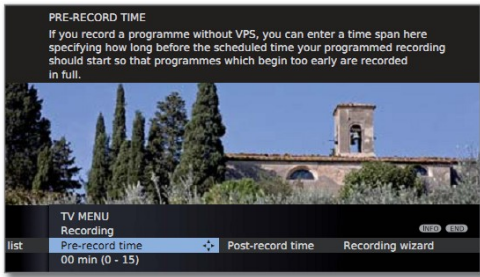 PRE-RECORD TIME
If you record a programme without VPS, you can enter a time span here
specifying how long before the scheduled time your programmed recording
should start so that programmes which begin too early are recorded
in full.
TV MENU
Recording
INFO END
list Pre-record time Post-record time Recording wizard
00 min (0 - 15)